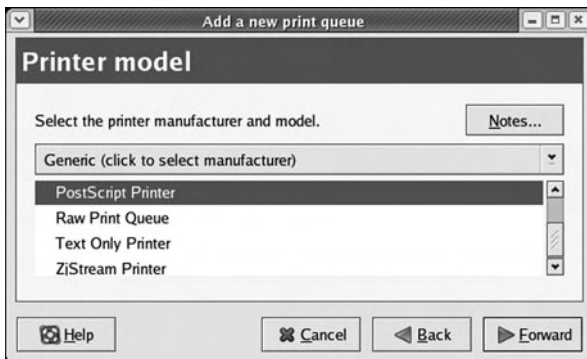 Add a new print queue
Printer model
Select the printer manufacturer and model.
Notes...
Generic (click to select manufacturer)
PostScript Printer
Raw Print Queue
Text Only Printer
ZjStream Printer
Help
Cancel
Back
Forward